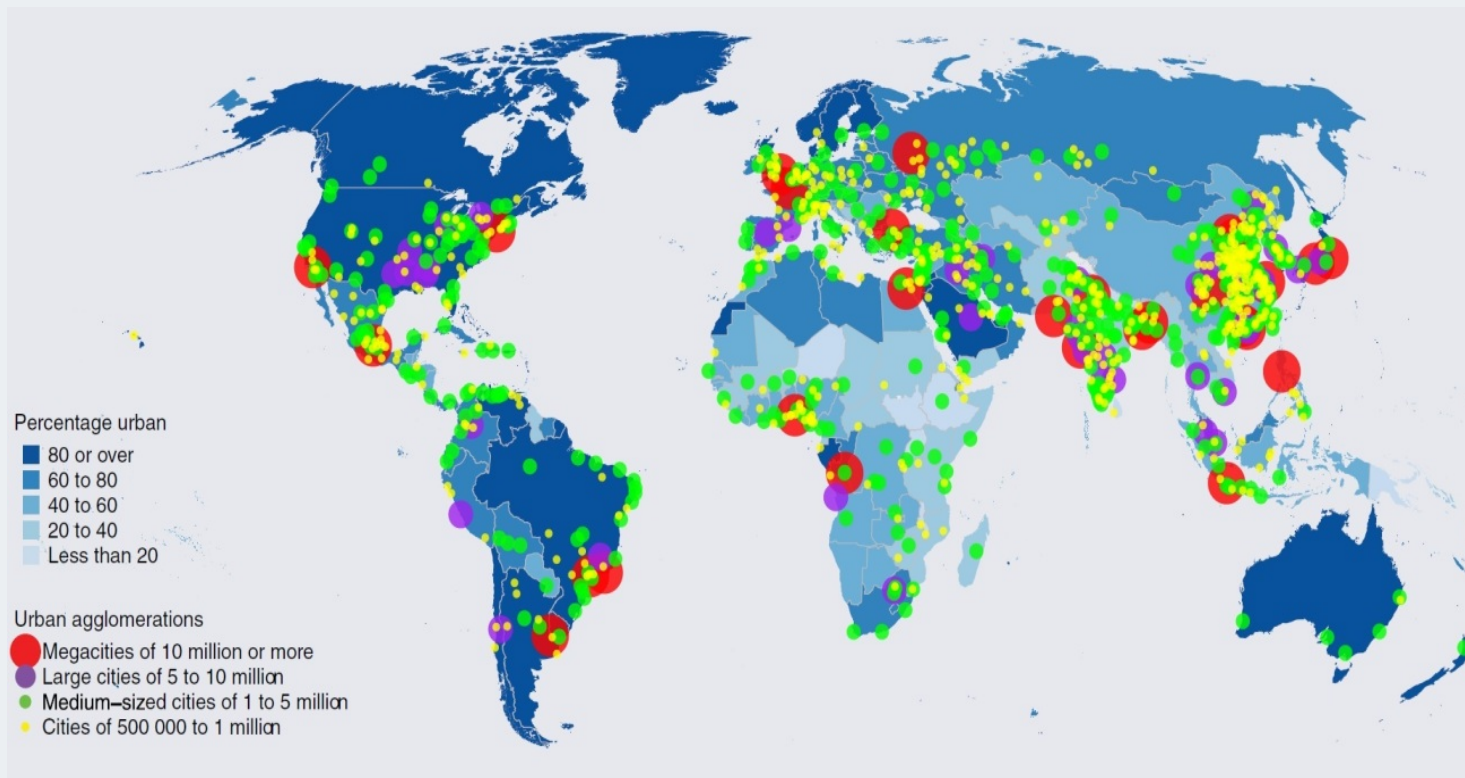 Percentage urban
80 or over
60 to 80
40 to 60
20 to 40
Less than 20
Urban agglomerations
Megacities of 10 million or more
Large cities of 5 to 10 million
Medium-sized cities of 1 to 5 million
Cities of 500 000 to 1 million